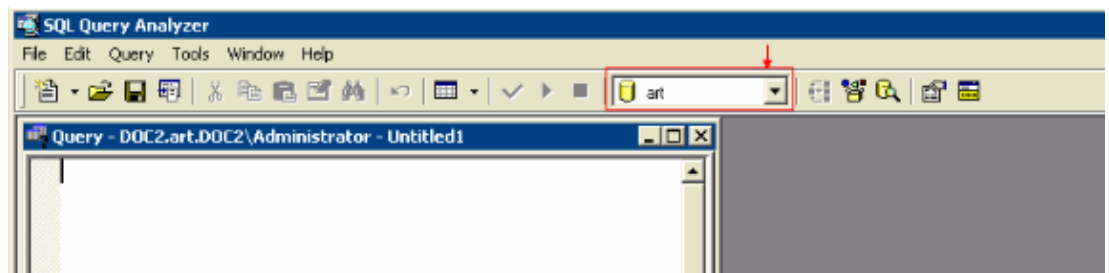 SQL Query Analyzer
File Edit Query Tools Window Help
art
Query - DOC2.art.DOC2\Administrator - Untitled1